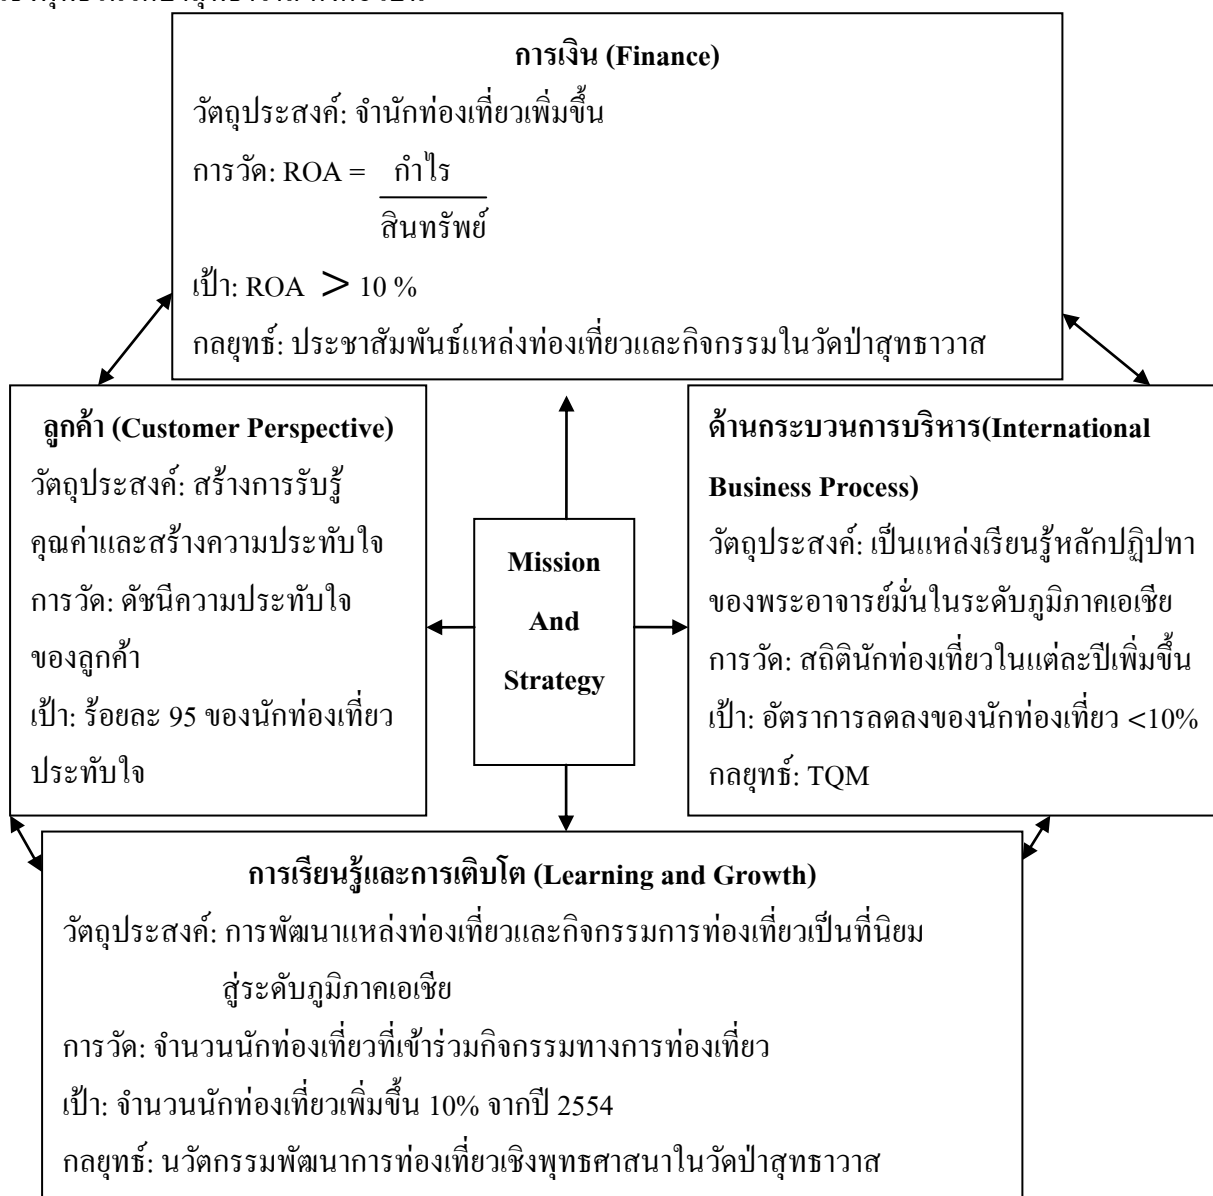 การเงิน (Finance)
วัตถุประสงค์: จำนักท่องเที่ยวเพิ่มขึ้น
การวัด: ROA = กำไร
สินทรัพย์
เป้า: ROA > 10 %
กลยุทธ์: ประชาสัมพันธ์แหล่งท่องเที่ยวและกิจกรรมในวัดป่าสุทธาวาส
ลูกค้า (Customer Perspective)
วัตถุประสงค์: สร้างการรับรู้
คุณค่าและสร้างความประทับใจ
การวัด: ดัชนีความประทับใจ
ของลูกค้า
เป้า: ร้อยละ 95 ของนักท่องเที่ยว
ประทับใจ
Mission
And
Strategy
ด้านกระบวนการบริหาร(International
Business Process)
วัตถุประสงค์: เป็นแหล่งเรียนรู้หลักปฏิปทา
ของพระอาจารย์มั่นในระดับภูมิภาคเอเชีย
การวัด: สถิตินักท่องเที่ยวในแต่ละปีเพิ่มขึ้น
เป้า: อัตราการลดลงของนักท่องเที่ยว <10%
กลยุทธ์: TQM
การเรียนรู้และการเติบโต (Learning and Growth)
วัตถุประสงค์: การพัฒนาแหล่งท่องเที่ยวและกิจกรรมการท่องเที่ยวเป็นที่นิยม
สู่ระดับภูมิภาคเอเชีย
การวัด: จำนวนนักท่องเที่ยวที่เข้าร่วมกิจกรรมทางการท่องเที่ยว
เป้า: จำนวนนักท่องเที่ยวเพิ่มขึ้น 10% จากปี 2554
กลยุทธ์: นวัตกรรมพัฒนาการท่องเที่ยวเชิงพุทธศาสนาในวัดป่าสุทธาวาส